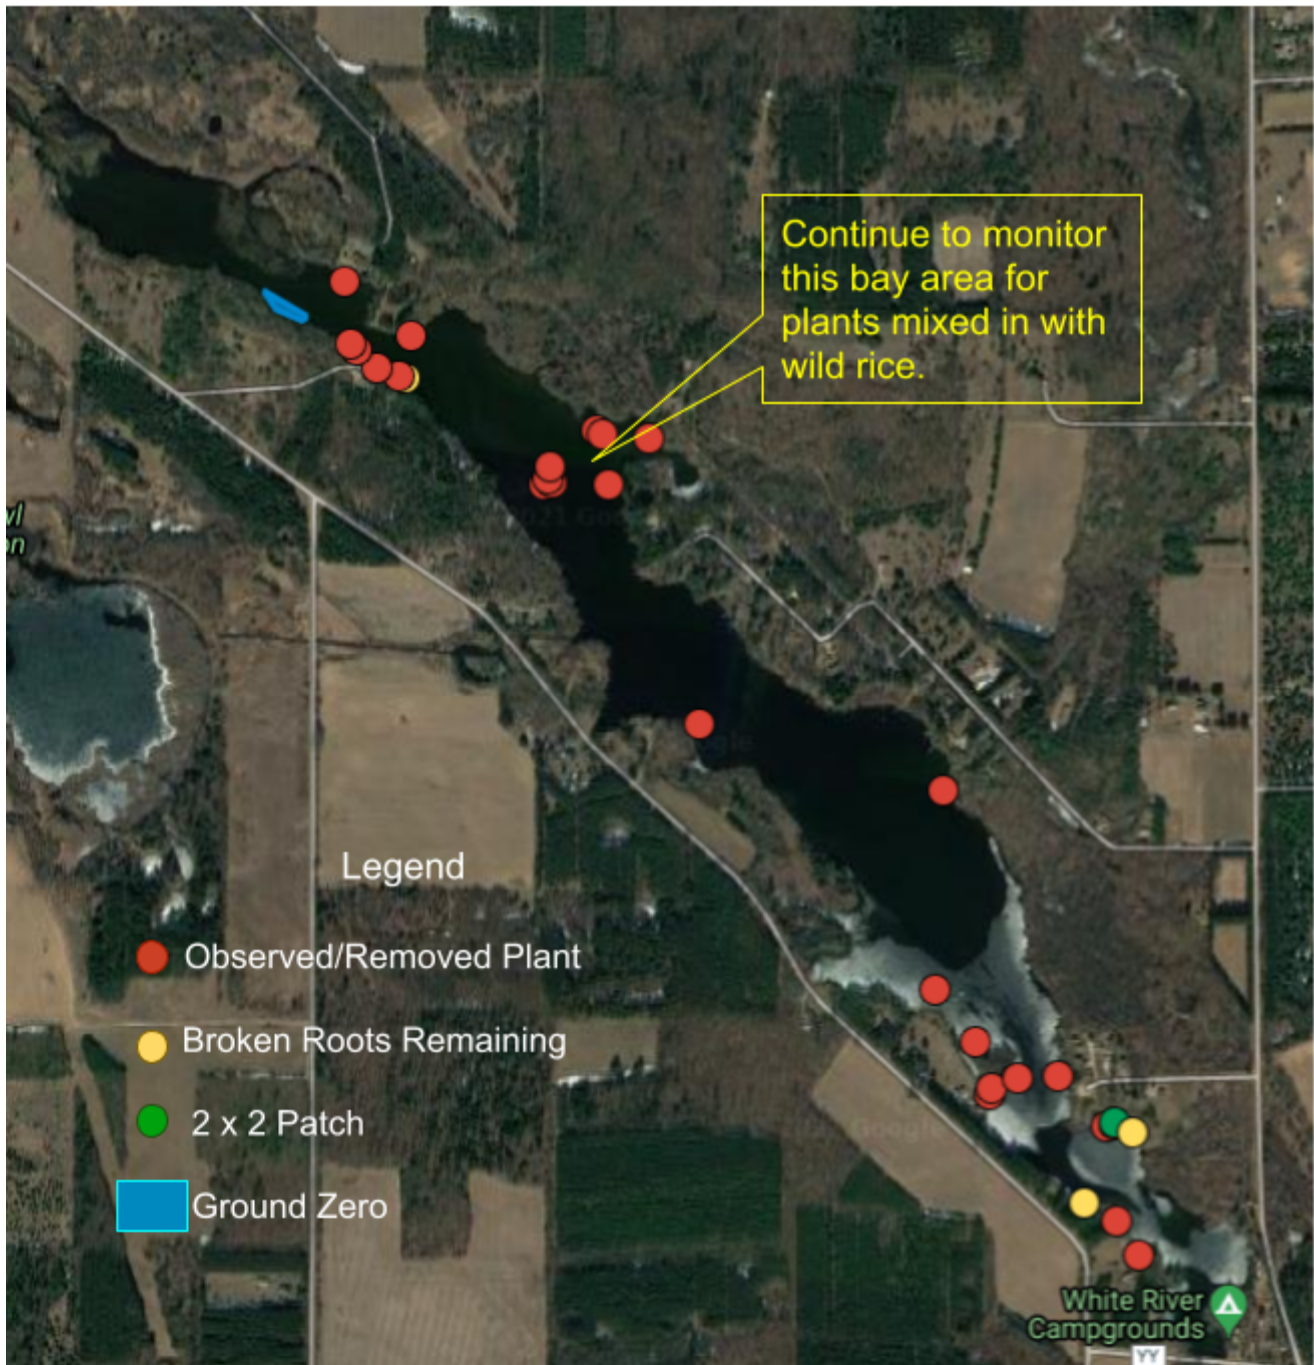 Continue to monitor
this bay area for
plants mixed in with
wild rice.
Legend
Observed/Removed Plant
Broken Roots Remaining
2 x 2 Patch
Ground Zero
White River
Campgrounds
YY